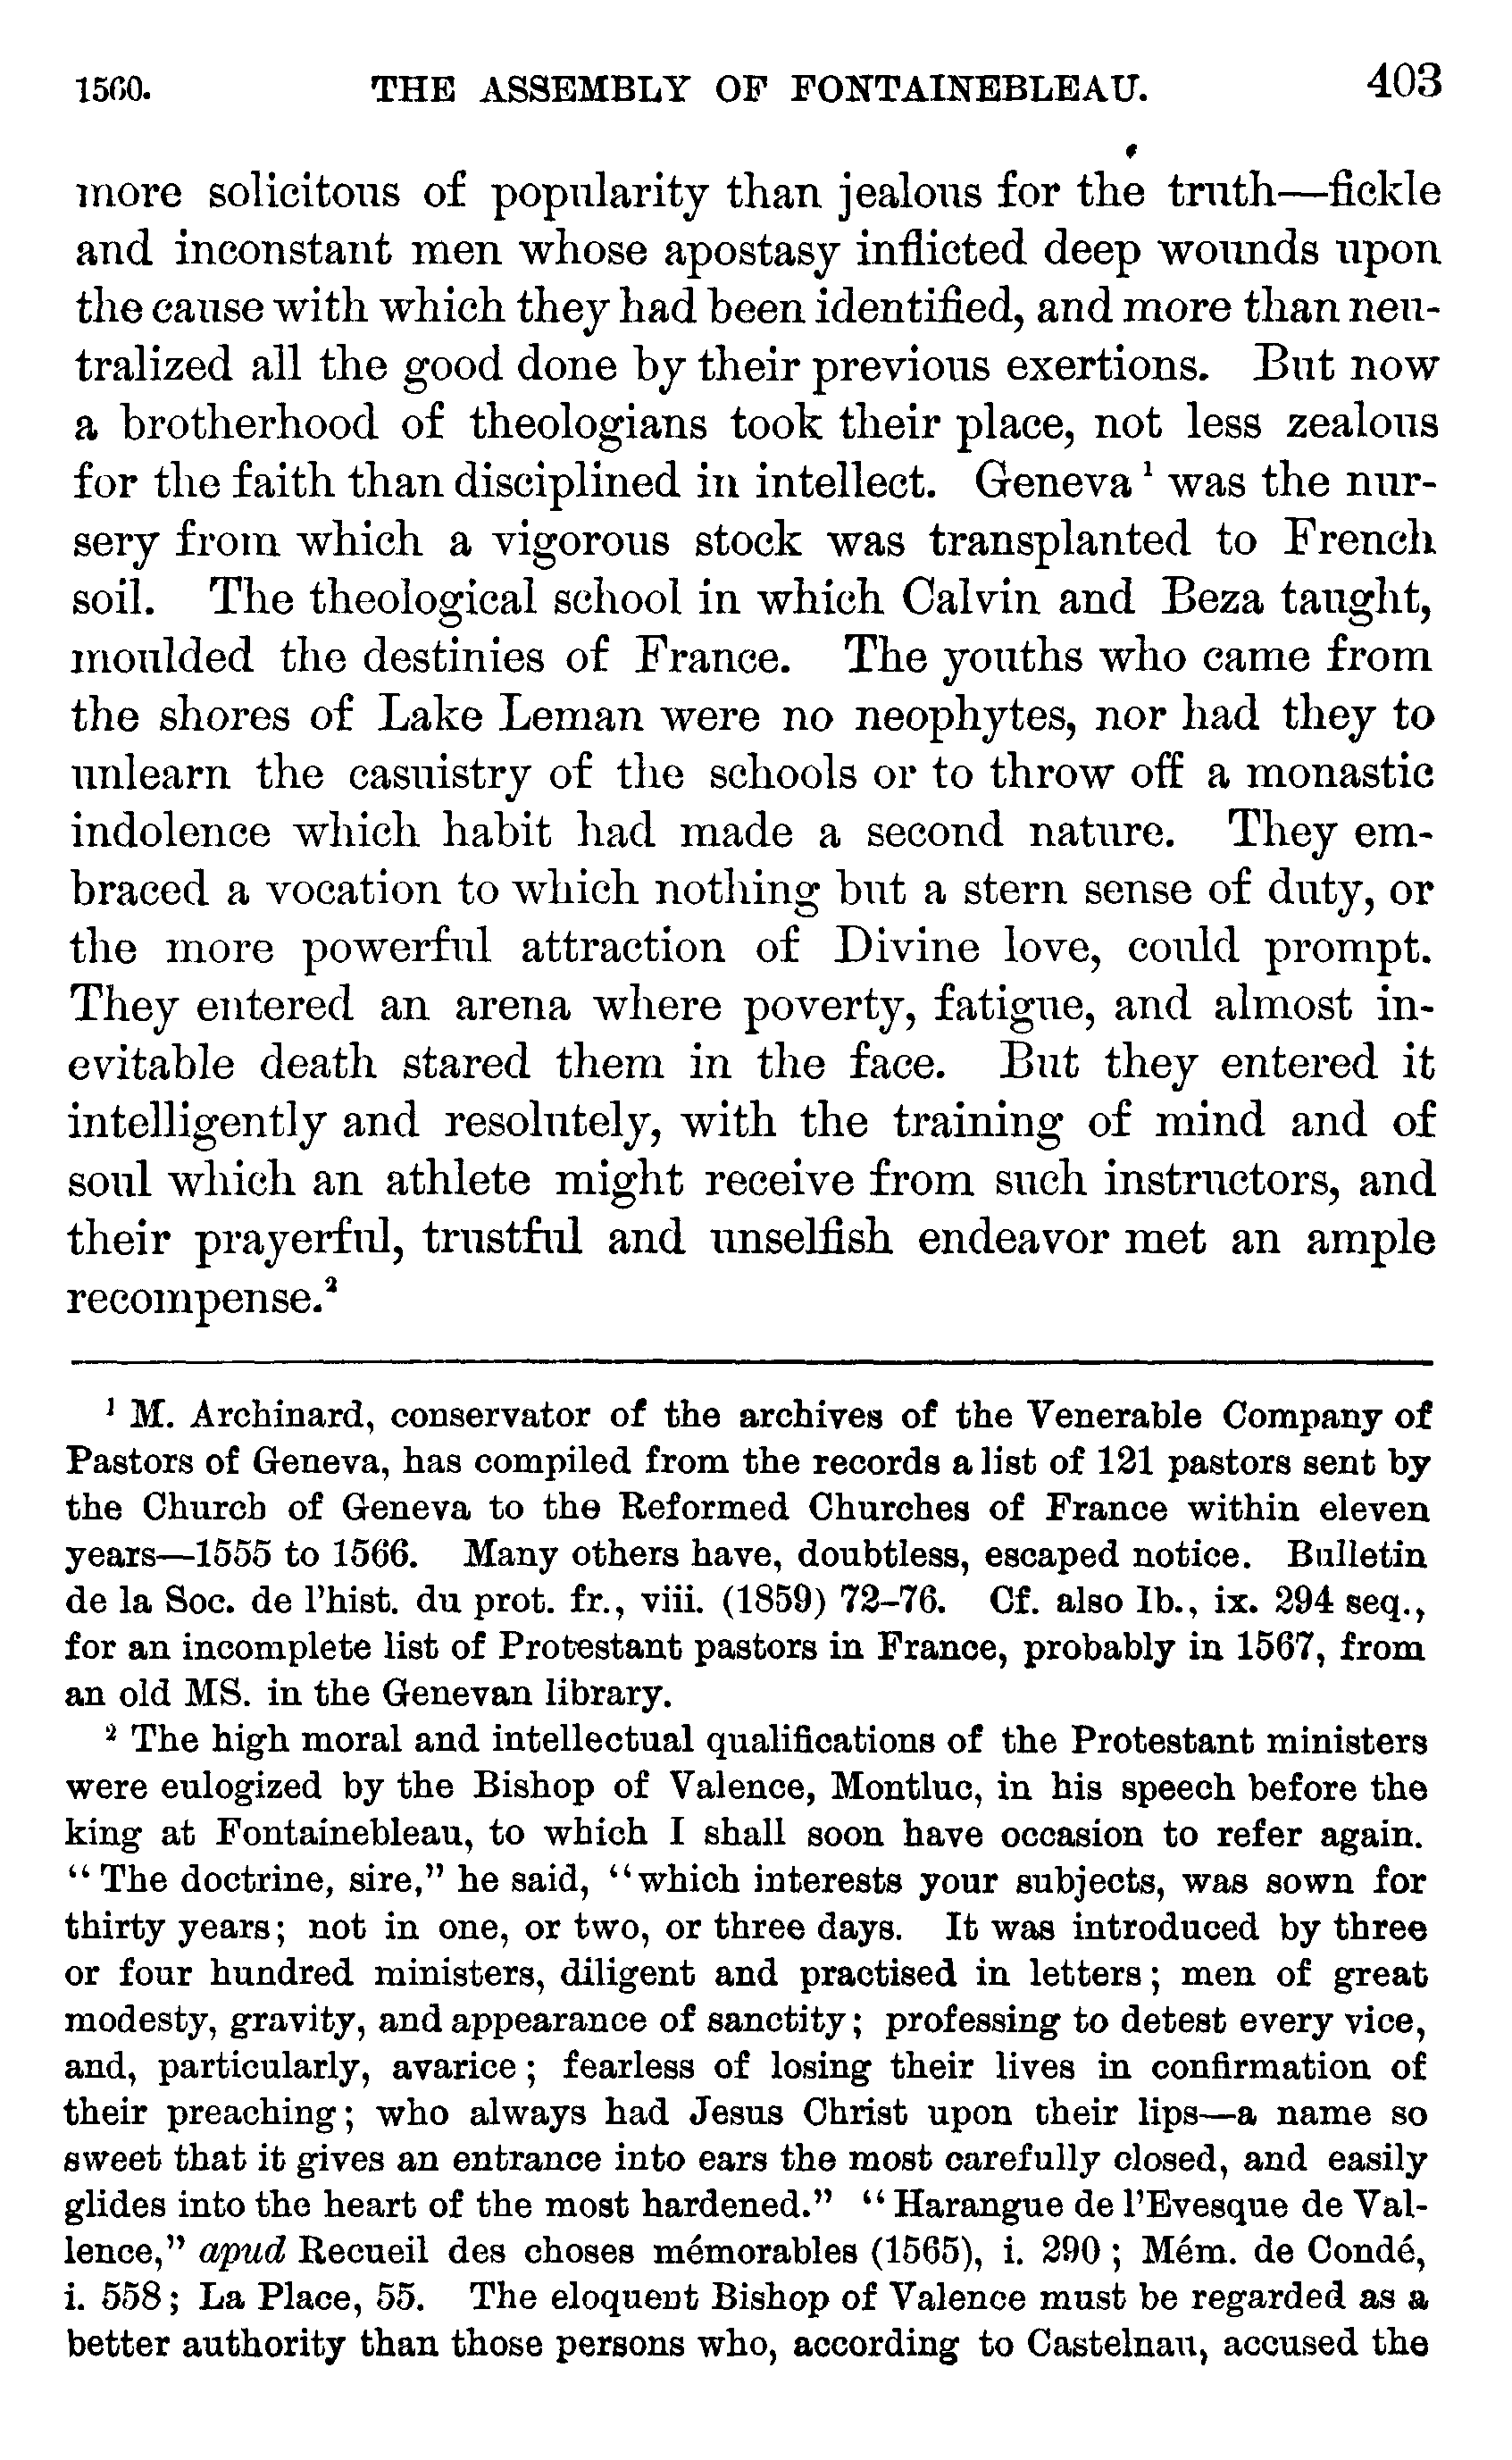 1560. THE ASSEMBLY OF FONTAINEBLEAU. 403
more solicitous of popularity than jealous for the truth—fickle
and inconstant men whose apostasy inflicted deep wounds upon
the cause with which they had been identified, and more than neu-
tralized all the good done by their previous exertions. But now
a brotherhood of theologians took their place, not less zealous
for the faith than disciplined in intellect. Geneva ¹ was the nur-
sery from which a vigorous stock was transplanted to French
soil. The theological school in which Calvin and Beza taught,
moulded the destinies of France. The youths who came from
the shores of Lake Leman were no neophytes, nor had they to
unlearn the casuistry of the schools or to throw off a monastic
indolence which habit had made a second nature. They em-
braced a vocation to which nothing but a stern sense of duty, or
the more powerful attraction of Divine love, could prompt.
They entered an arena where poverty, fatigue, and almost in-
evitable death stared them in the face. But they entered it
intelligently and resolutely, with the training of mind and of
soul which an athlete might receive from such instructors, and
their prayerful, trustful and unselfish endeavor met an ample
recompense.²
¹ M. Archinard, conservator of the archives of the Venerable Company of
Pastors of Geneva, has compiled from the records a list of 121 pastors sent by
the Church of Geneva to the Reformed Churches of France within eleven
years—1555 to 1566. Many others have, doubtless, escaped notice. Bulletin
de la Soc. de l'hist. du prot. fr., viii. (1859) 72–76. Cf. also Ib., ix. 294 seq.,
for an incomplete list of Protestant pastors in France, probably in 1567, from
an old MS. in the Genevan library.
² The high moral and intellectual qualifications of the Protestant ministers
were eulogized by the Bishop of Valence, Montluc, in his speech before the
king at Fontainebleau, to which I shall soon have occasion to refer again.
“The doctrine, sire,” he said, “which interests your subjects, was sown for
thirty years; not in one, or two, or three days. It was introduced by three
or four hundred ministers, diligent and practised in letters; men of great
modesty, gravity, and appearance of sanctity; professing to detest every vice,
and, particularly, avarice; fearless of losing their lives in confirmation of
their preaching; who always had Jesus Christ upon their lips—a name so
sweet that it gives an entrance into ears the most carefully closed, and easily
glides into the heart of the most hardened.” “Harangue de l'Evesque de Val-
lence,” apud Recueil des choses mémorables (1565), i. 290; Mém. de Condé,
i. 558; La Place, 55. The eloquent Bishop of Valence must be regarded as a
better authority than those persons who, according to Castelnau, accused the